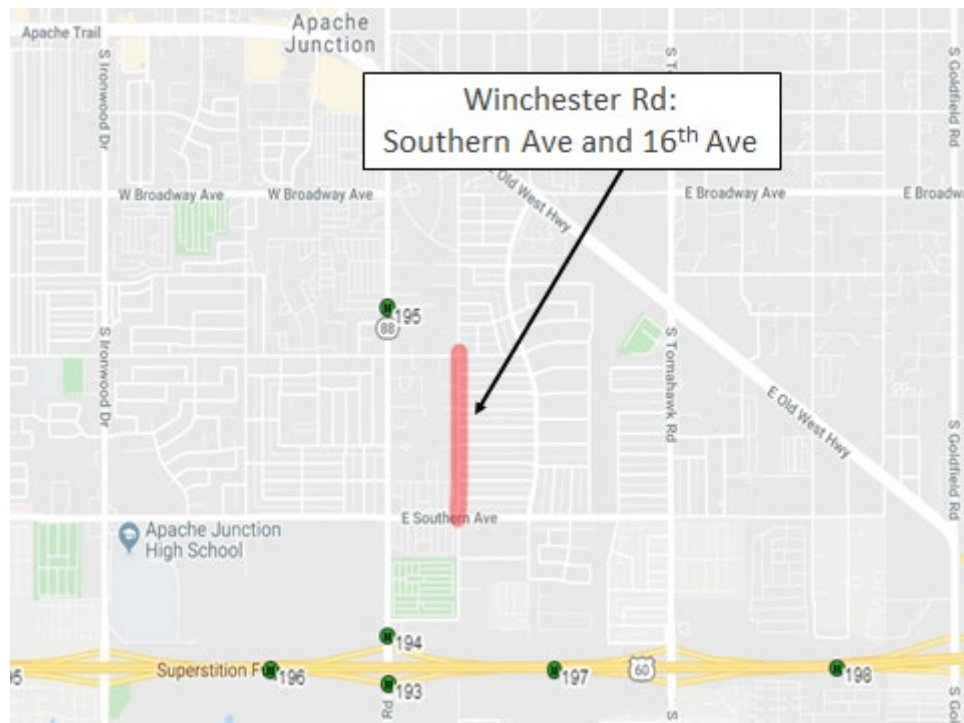 Apache Trail
Apache
Junction
S Ironwood Dr
S T
S Goldfield Rd
Winchester Rd:
Southern Ave and 16th Ave
W Broadway Ave
W Broadway Ave
Old West Hwy
E Broadway Ave
E Broadw
195
88
S Ironwood Dr
S Tomahawk Rd
E Old West Hwy
S Goldfield Rd
E Southern Ave
Apache Junction
High School
194
Superstition F
196
193
197
60
198
95
Rd
S
S Gol